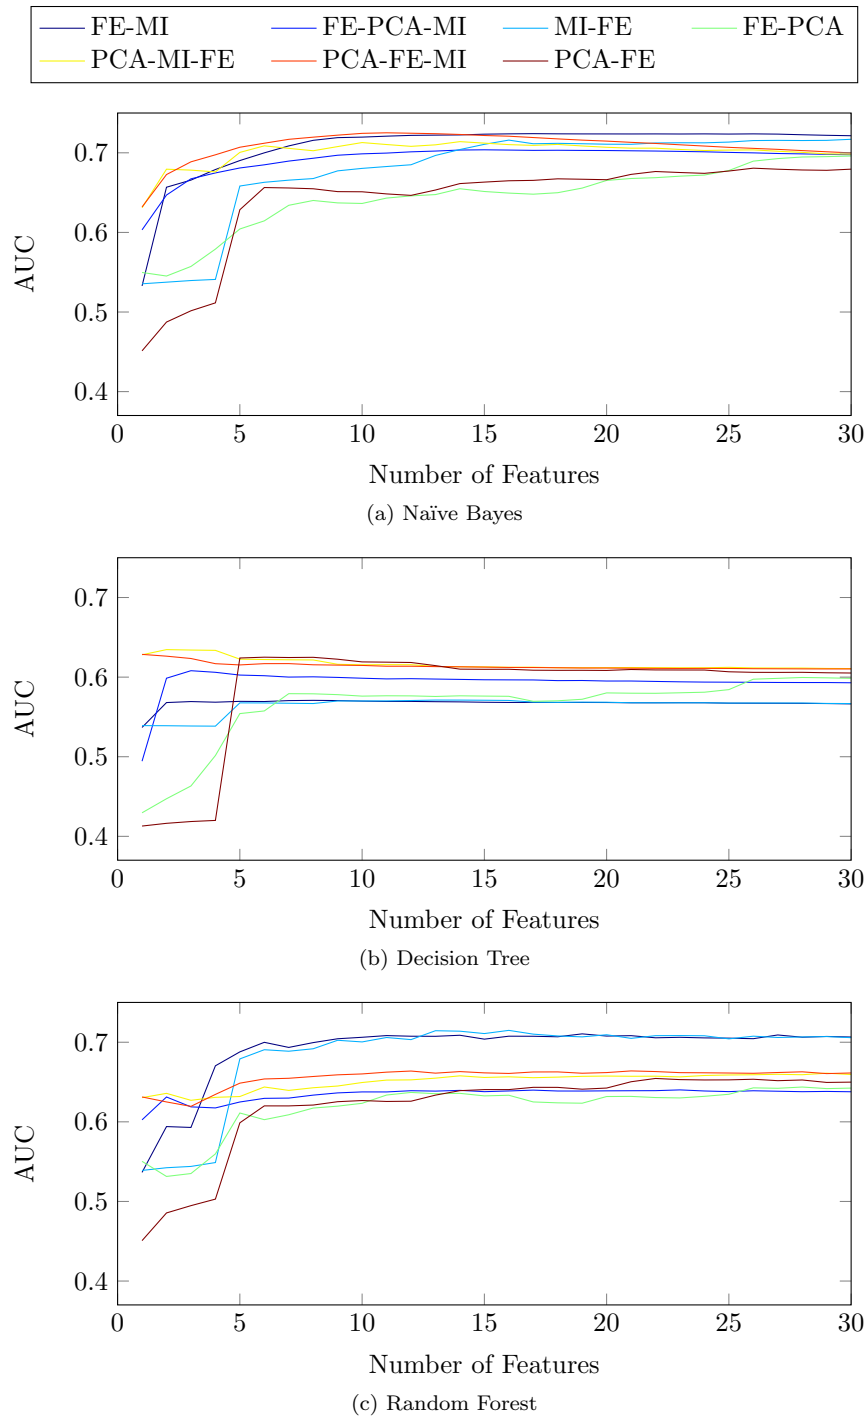 FE-MI FE-PCA-MI MI-FE FE-PCA
PCA-MI-FE PCA-FE-MI PCA-FE
0.7
0.6
0.5
0.4
AUC
0 5 10 15 20 25 30
Number of Features
(a) Naïve Bayes
0.7
0.6
0.5
0.4
AUC
0 5 10 15 20 25 30
Number of Features
(b) Decision Tree
0.7
0.6
0.5
0.4
AUC
0 5 10 15 20 25 30
Number of Features
(c) Random Forest